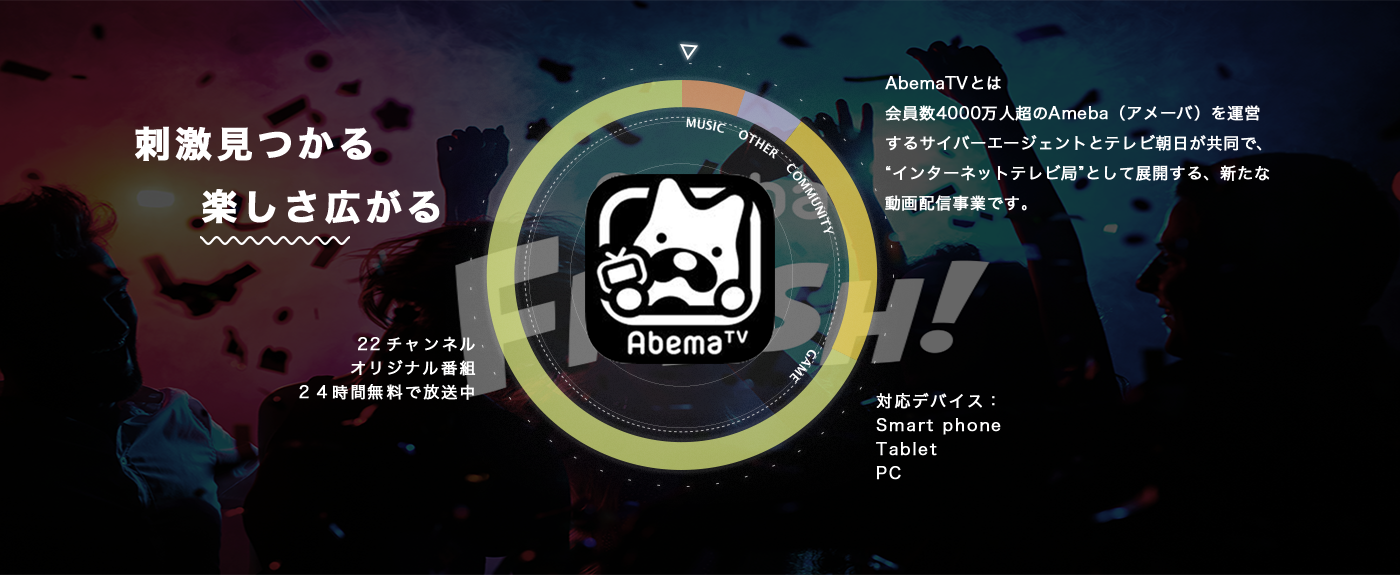 刺激見つかる
楽しさ広がる
22チャンネル
オリジナル番組
２４時間無料で放送中
MUSIC
OTHER
COMMUNITY
GAME
AbemaTV
AbemaTVとは
会員数4000万人超のAmeba（アメーバ）を運営
するサイバーエージェントとテレビ朝日が共同で、
“インターネットテレビ局”として展開する、新たな
動画配信事業です。
対応デバイス：
Smart phone
Tablet
PC